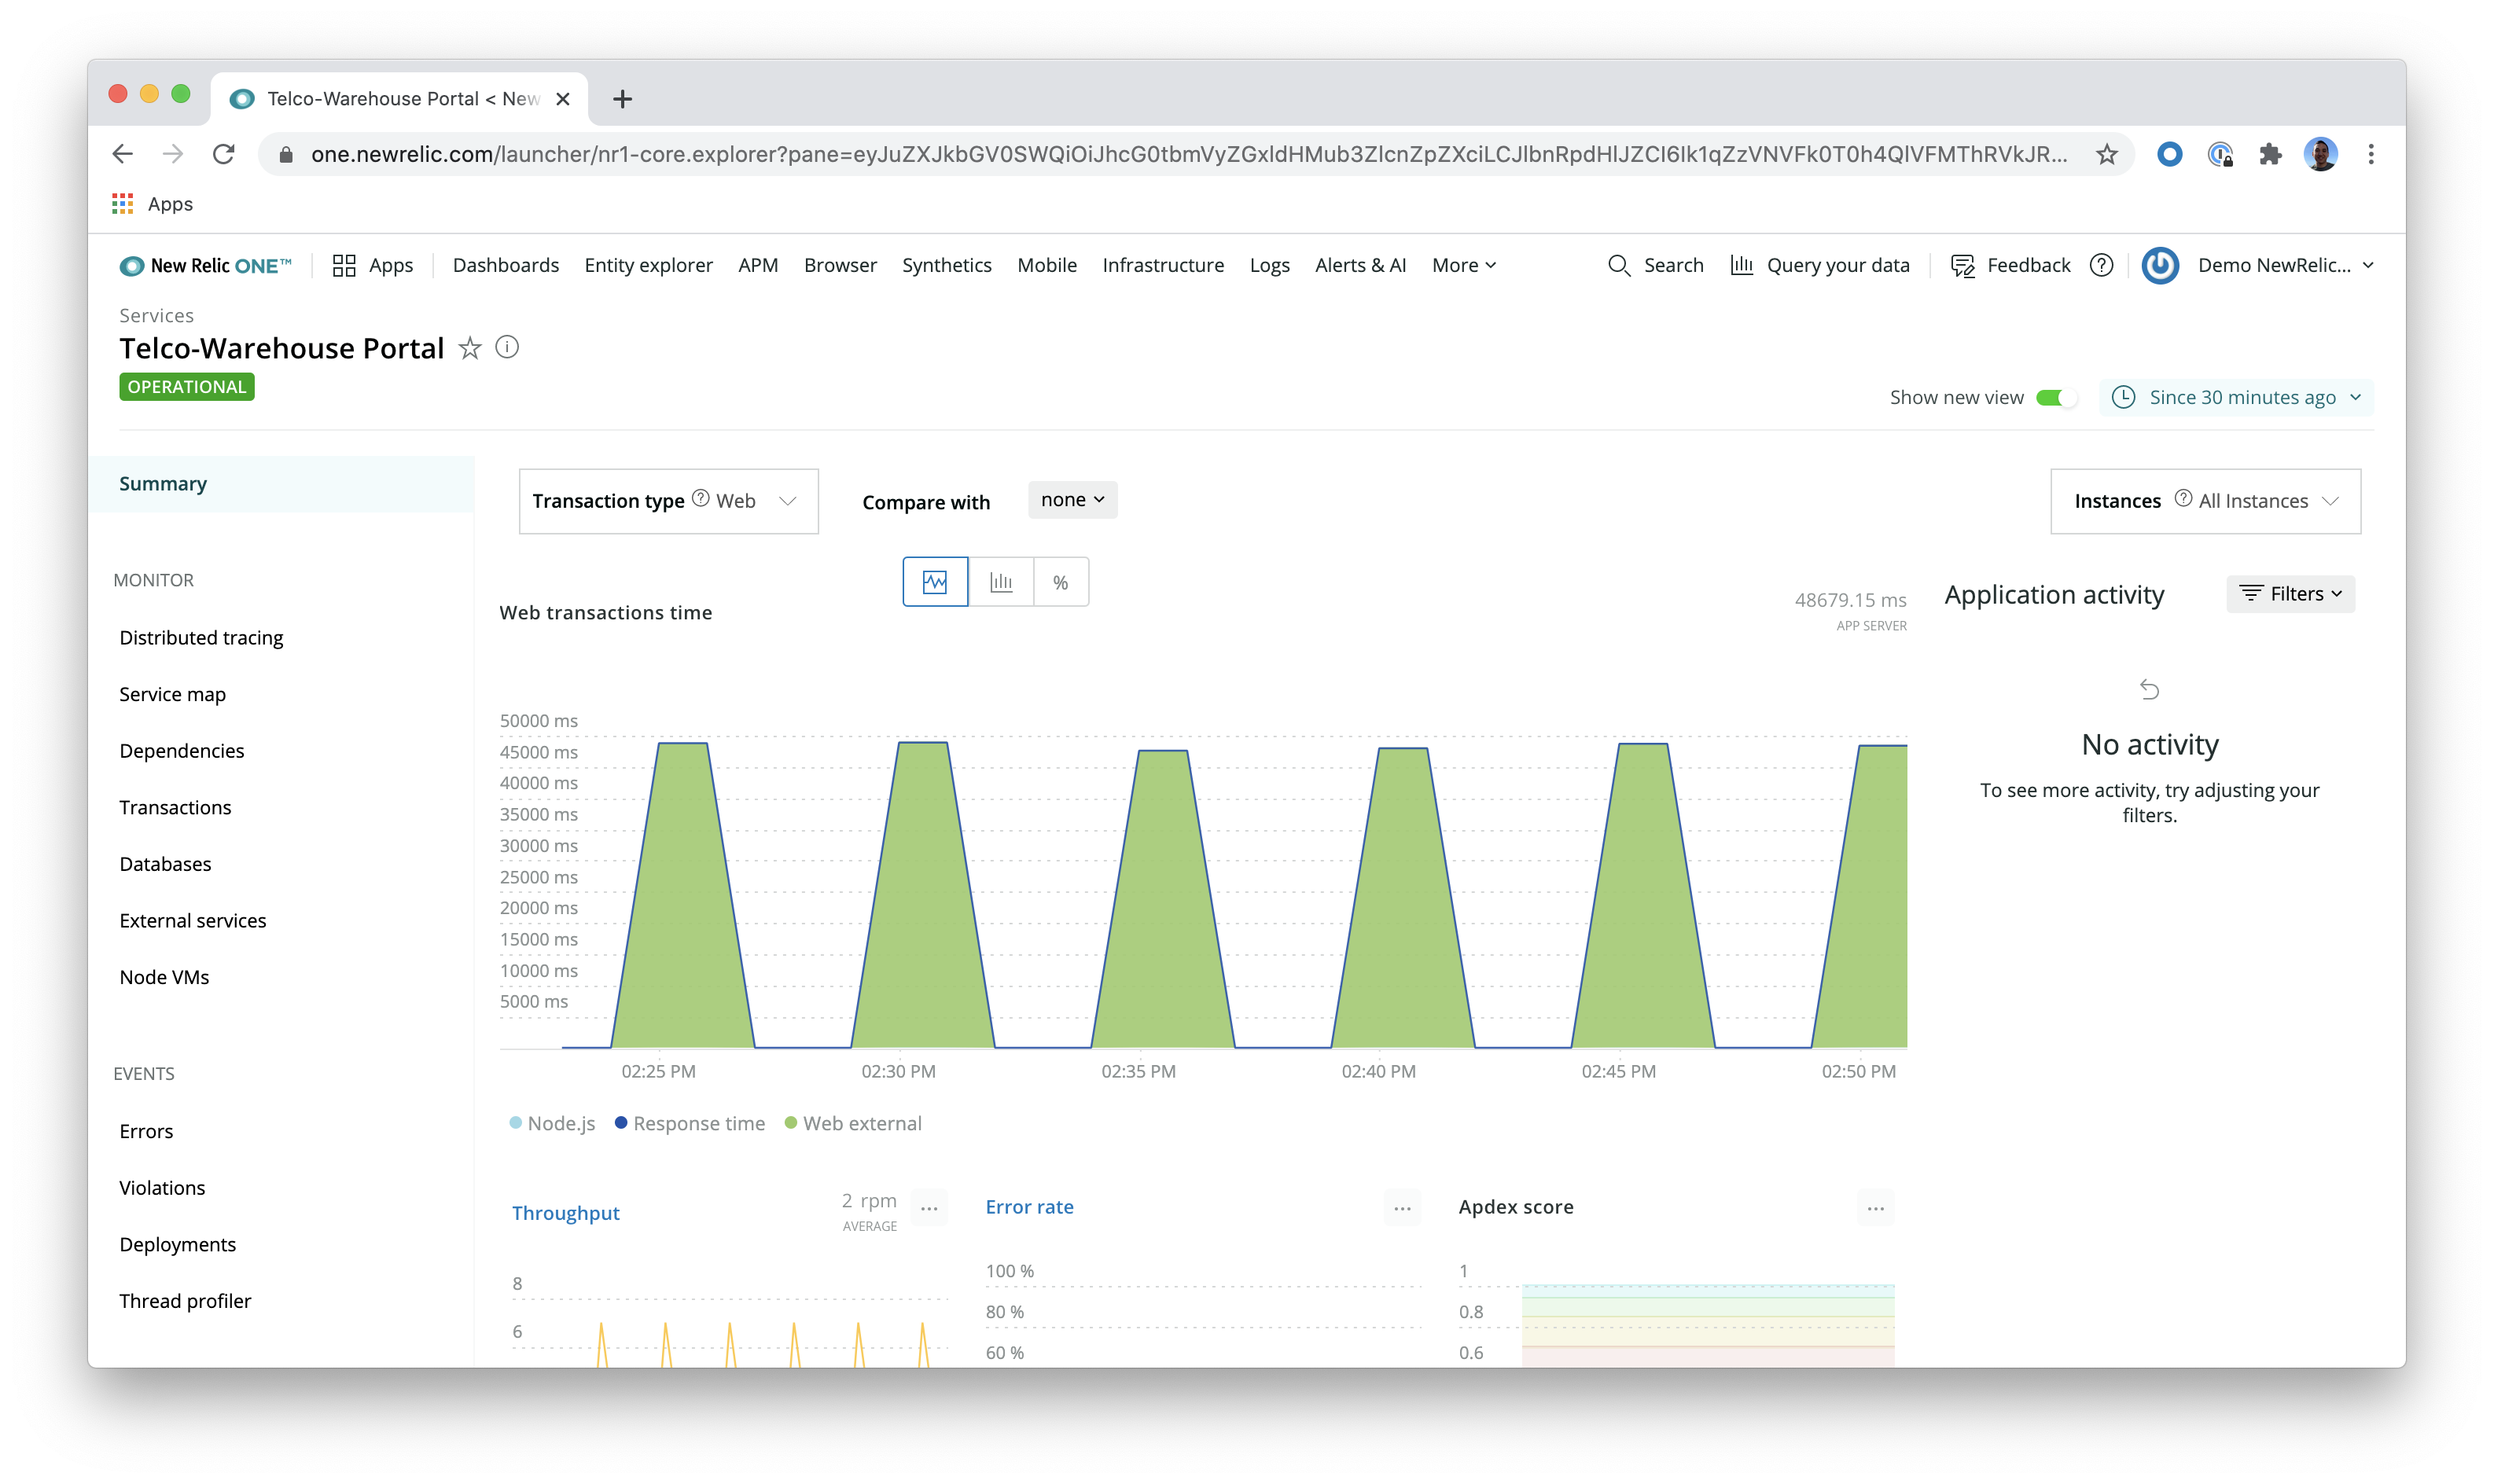 Telco-Warehouse Portal < New
one.newrelic.com/launcher/nr1-core.explorer?pane=eyJuZXJkbGV0SWQiOiJhcG0tbmVyZGxldHMub3ZlcnZpZXciLCJlbnRpdHlJZCI6Ik1qZzVNVFk0T0h4QlVFMThRVkJR...
Apps
New Relic ONE™ Apps Dashboards Entity explorer APM Browser Synthetics Mobile Infrastructure Logs Alerts & AI More Search Query your data Feedback Demo NewRelic...
Services
Telco-Warehouse Portal
OPERATIONAL
Show new view Since 30 minutes ago
Summary
MONITOR
Distributed tracing
Service map
Dependencies
Transactions
Databases
External services
Node VMs
EVENTS
Errors
Violations
Deployments
Thread profiler
Transaction type ? Web
Compare with none
Instances ? All Instances
%
Web transactions time
48679.15 ms
APP SERVER
50000 ms
45000 ms
40000 ms
35000 ms
30000 ms
25000 ms
20000 ms
15000 ms
10000 ms
5000 ms
02:25 PM 02:30 PM 02:35 PM 02:40 PM 02:45 PM 02:50 PM
Node.js Response time Web external
Application activity Filters
No activity
To see more activity, try adjusting your
filters.
Throughput
2 rpm
AVERAGE
...
8
6
Error rate ...
100 %
80 %
60 %
Apdex score ...
1
0.8
0.6